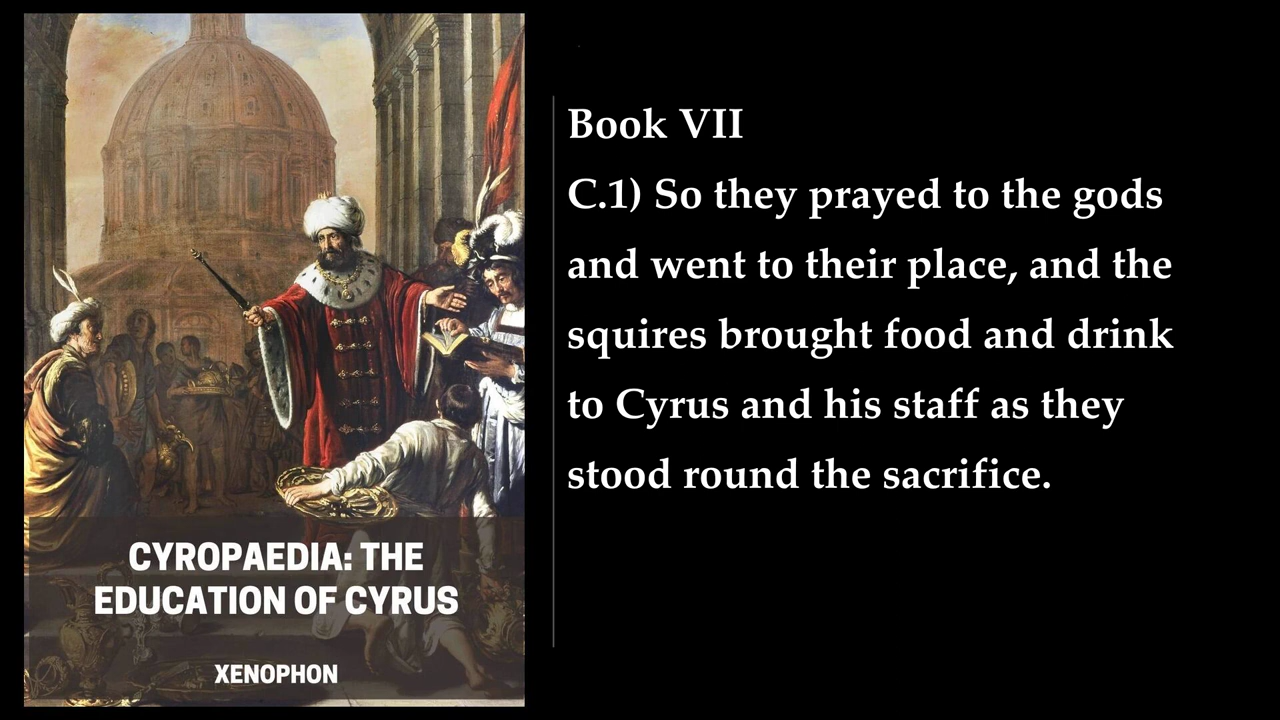 CYROPAEDIA: THE
EDUCATION OF CYRUS
XENOPHON
Book VII
C.1) So they prayed to the gods
and went to their place, and the
squires brought food and drink
to Cyrus and his staff as they
stood round the sacrifice.